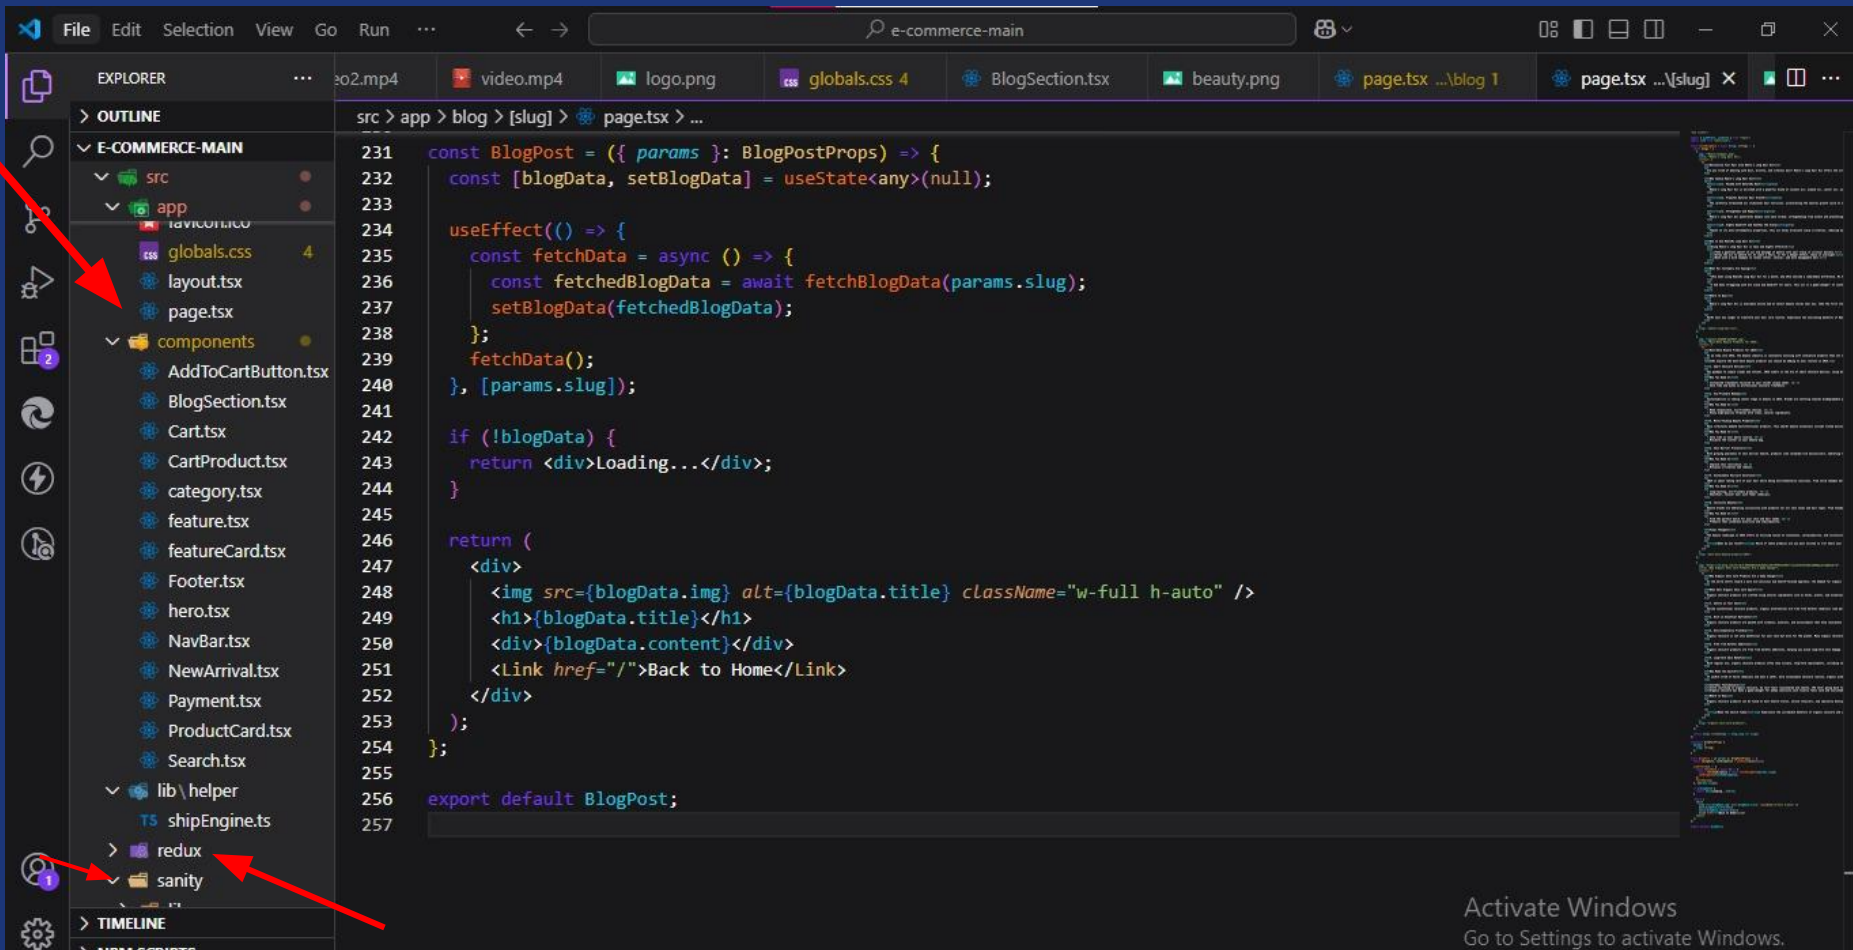 File Edit Selection View Go Run ··· e-commerce-main
EXPLORER ···
eo2.mp4 video.mp4 logo.png globals.css 4 BlogSection.tsx beauty.png page.tsx ...\blog 1 page.tsx ...\[slug]
OUTLINE
src > app > blog > [slug] > page.tsx > ...
E-COMMERCE-MAIN
src
app
favicon.ico
globals.css 4
layout.tsx
page.tsx
components
AddToCartButton.tsx
BlogSection.tsx
Cart.tsx
CartProduct.tsx
category.tsx
feature.tsx
featureCard.tsx
Footer.tsx
hero.tsx
NavBar.tsx
NewArrival.tsx
Payment.tsx
ProductCard.tsx
Search.tsx
lib\helper
TS shipEngine.ts
redux
sanity
TIMELINE
NPM SCRIPTS
2
1
231 const BlogPost = ({ params }: BlogPostProps) => {
232 const [blogData, setBlogData] = useState<any>(null);
233
234 useEffect(() => {
235 const fetchData = async () => {
236 const fetchedBlogData = await fetchBlogData(params.slug);
237 setBlogData(fetchedBlogData);
238 };
239 fetchData();
240 }, [params.slug]);
241
242 if (!blogData) {
243 return <div>Loading...</div>;
244 }
245
246 return (
247 <div>
248 <img src={blogData.img} alt={blogData.title} className="w-full h-auto" />
249 <h1>{blogData.title}</h1>
250 <div>{blogData.content}</div>
251 <Link href="/">Back to Home</Link>
252 </div>
253 );
254 };
255
256 export default BlogPost;
257
Activate Windows
Go to Settings to activate Windows.